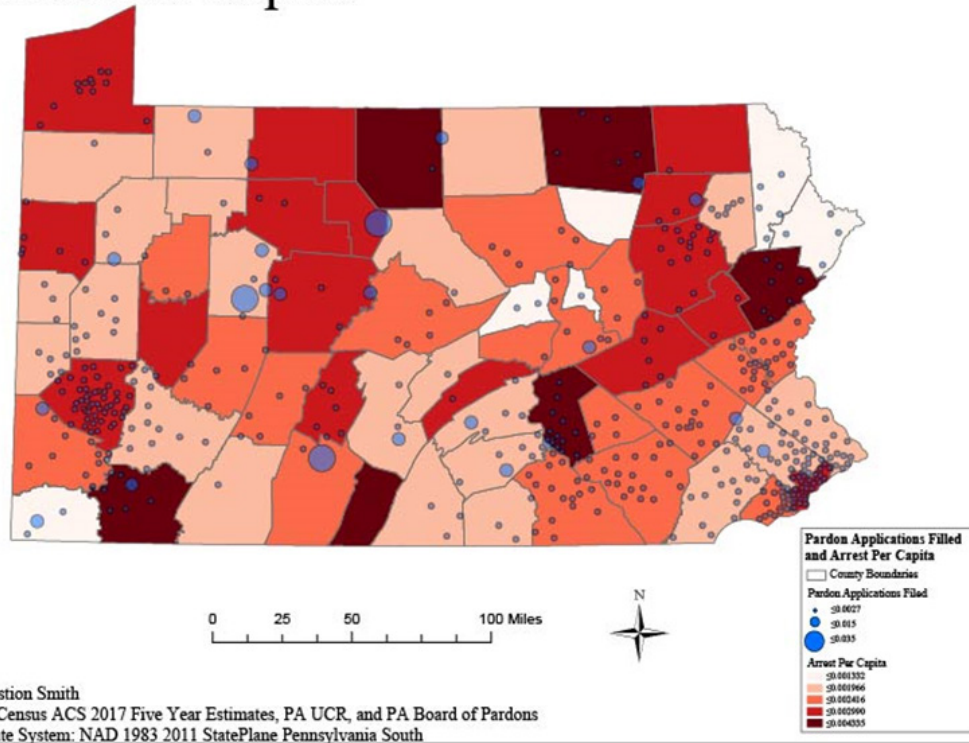 0 25 50 100 Miles
N
Pardon Applications Filled
and Arrest Per Capita
County Boundaries
Pardon Applications Filed
≤0.0027
≤0.015
≤0.035
Arrest Per Capita
≤0.001332
≤0.001966
≤0.002416
≤0.002990
≤0.004335
stion Smith
Census ACS 2017 Five Year Estimates, PA UCR, and PA Board of Pardons
te System: NAD 1983 2011 StatePlane Pennsylvania South